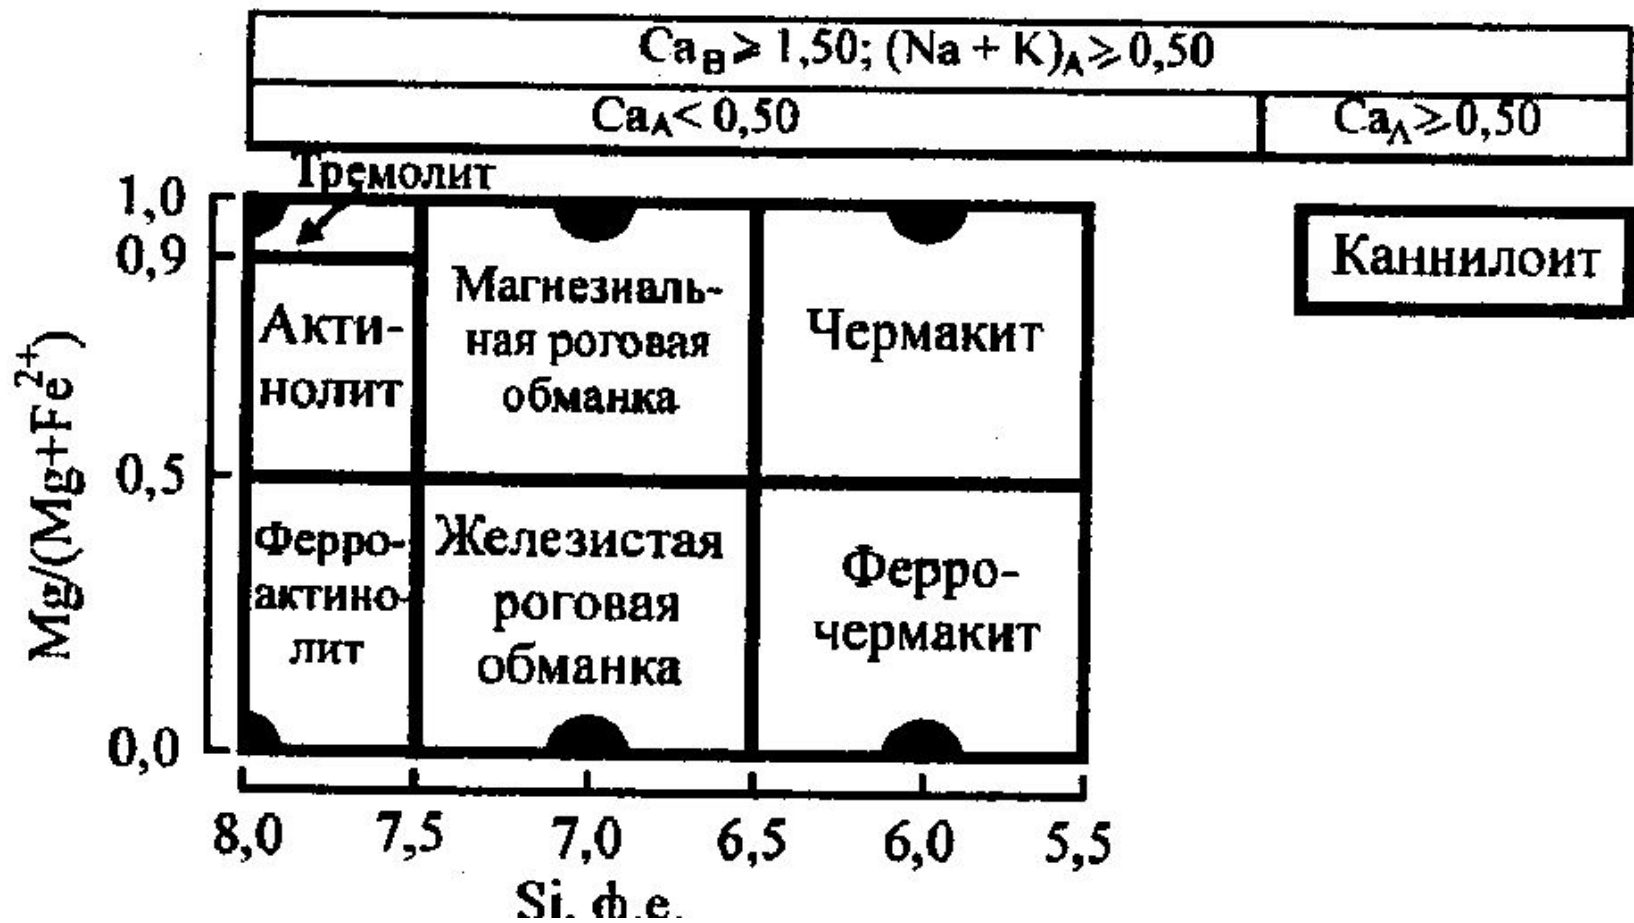 Ca_B ⩾ 1,50; (Na + K)_A ⩾ 0,50
Ca_A < 0,50
Ca_A ⩾ 0,50
Тремолит
1,0
0,9
0,5
0,0
Mg/(Mg+Fe²⁺)
Акти-
нолит
Магнезиаль-
ная роговая
обманка
Чермакит
Каннилоит
Ферро-
актино-
лит
Железистая
роговая
обманка
Ферро-
чермакит
8,0 7,5 7,0 6,5 6,0 5,5
Si, ф.е.